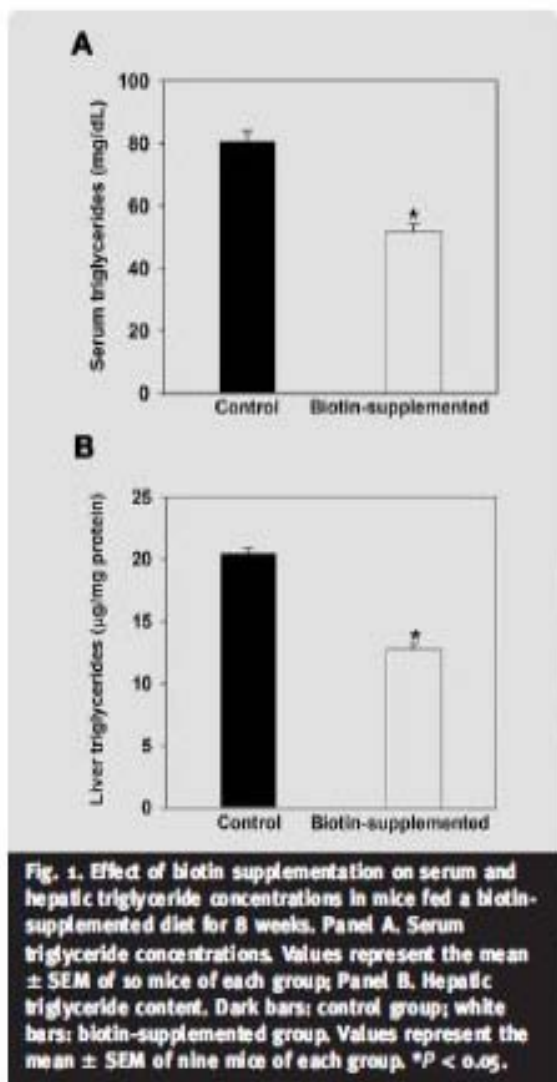 A
Serum triglycerides (mg/dL)
100
80
60
40
20
0
*
Control Biotin-supplemented
B
Liver triglycerides (µg/mg protein)
25
20
15
10
5
0
*
Control Biotin-supplemented
Fig. 1. Effect of biotin supplementation on serum and
hepatic triglyceride concentrations in mice fed a biotin-
supplemented diet for 8 weeks. Panel A. Serum
triglyceride concentrations. Values represent the mean
± SEM of 10 mice of each group; Panel B. Hepatic
triglyceride content. Dark bars: control group; white
bars: biotin-supplemented group. Values represent the
mean ± SEM of nine mice of each group. *P < 0.05.